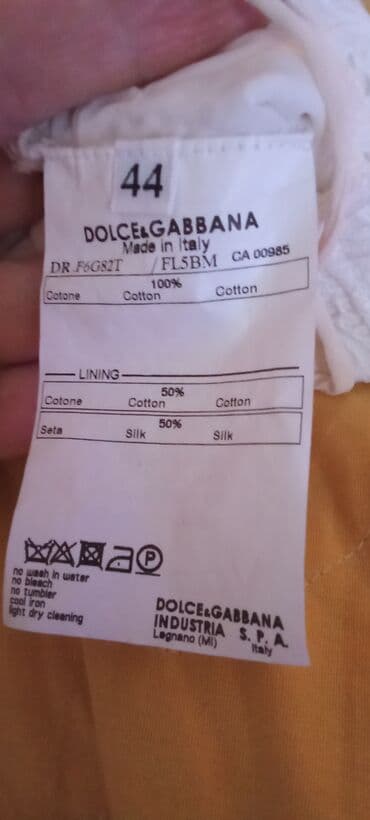 44
DOLCE&GABBANA
Made in Italy
DR .F6G82T / FL5BM CA 00985
100%
Cotone Cotton Cotton
LINING
50%
Cotone Cotton Cotton
50%
Seta Silk Silk
P
no wash in water
no bleach
no tumbler
cool iron
light dry cleaning
DOLCE&GABBANA
INDUSTRIA S. P. A.
Legnano (MI) Italy